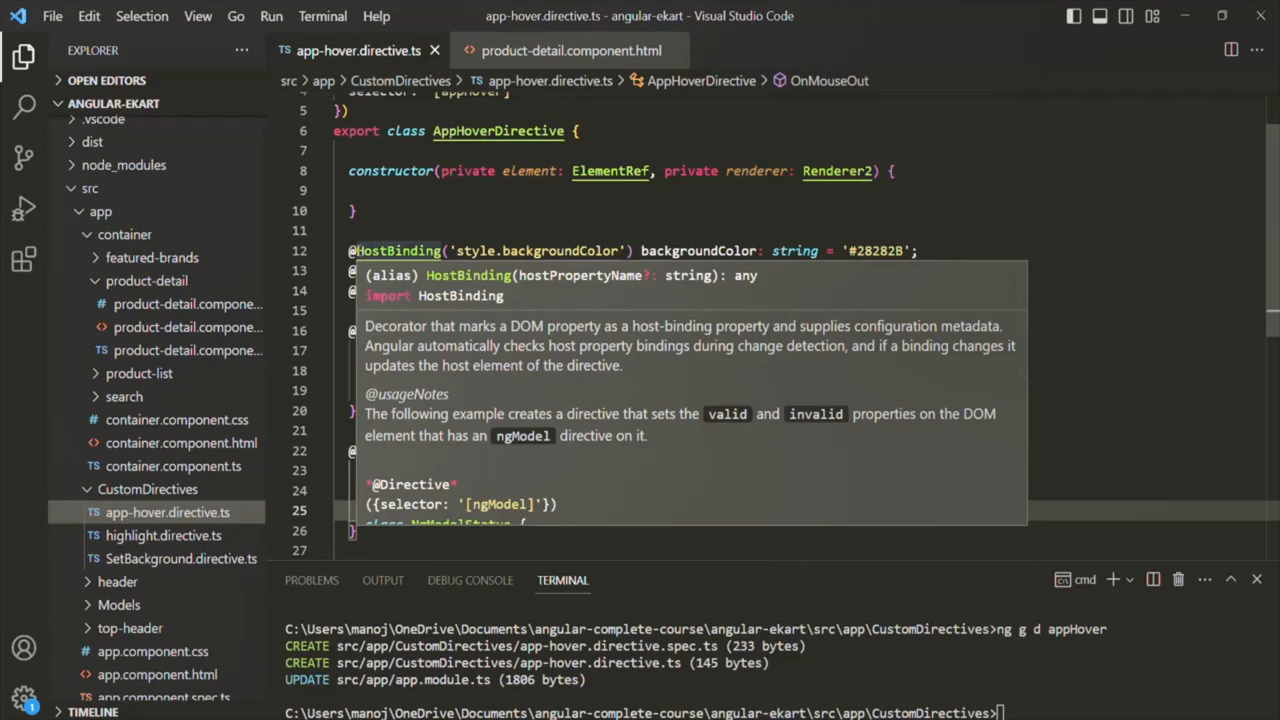 File Edit Selection View Go Run Terminal Help
app-hover.directive.ts - angular-ekart - Visual Studio Code
EXPLORER
OPEN EDITORS
ANGULAR-EKART
.vscode
dist
node_modules
src
app
container
featured-brands
product-detail
product-detail.compone...
product-detail.compone...
product-detail.compone...
product-list
search
container.component.css
container.component.html
container.component.ts
CustomDirectives
app-hover.directive.ts
highlight.directive.ts
SetBackground.directive.ts
header
Models
top-header
app.component.css
app.component.html
app.component.spec.ts
TIMELINE
TS app-hover.directive.ts
product-detail.component.html
src > app > CustomDirectives > TS app-hover.directive.ts > AppHoverDirective > OnMouseOut
4 selector: '[appHover]'
5 })
6 export class AppHoverDirective {
7
8 constructor(private element: ElementRef, private renderer: Renderer2) {
9
10 }
11
12 @HostBinding('style.backgroundColor') backgroundColor: string = '#28282B';
13 @
14 @
15
16 @
17
18
19
20 }
21
22 @
23
24
25
26 }
27
(alias) HostBinding(hostPropertyName?: string): any
import HostBinding
Decorator that marks a DOM property as a host-binding property and supplies configuration metadata.
Angular automatically checks host property bindings during change detection, and if a binding changes it
updates the host element of the directive.
@usageNotes
The following example creates a directive that sets the valid and invalid properties on the DOM
element that has an ngModel directive on it.
*@Directive*
({selector: '[ngModel]'})
class NgModelStatus {
PROBLEMS OUTPUT DEBUG CONSOLE TERMINAL
cmd
C:\Users\manoj\OneDrive\Documents\angular-complete-course\angular-ekart\src\app\CustomDirectives>ng g d appHover
CREATE src/app/CustomDirectives/app-hover.directive.spec.ts (233 bytes)
CREATE src/app/CustomDirectives/app-hover.directive.ts (145 bytes)
UPDATE src/app/app.module.ts (1806 bytes)
C:\Users\manoj\OneDrive\Documents\angular-complete-course\angular-ekart\src\app\CustomDirectives>
1